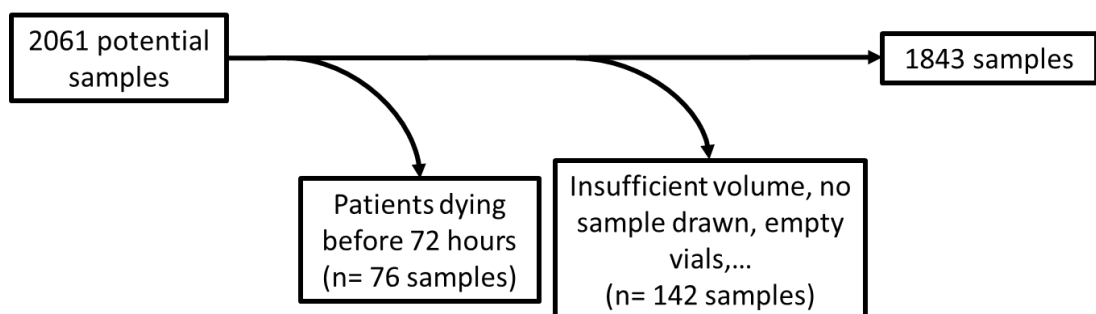 2061 potential
samples
1843 samples
Patients dying
before 72 hours
(n= 76 samples)
Insufficient volume, no
sample drawn, empty
vials,...
(n= 142 samples)